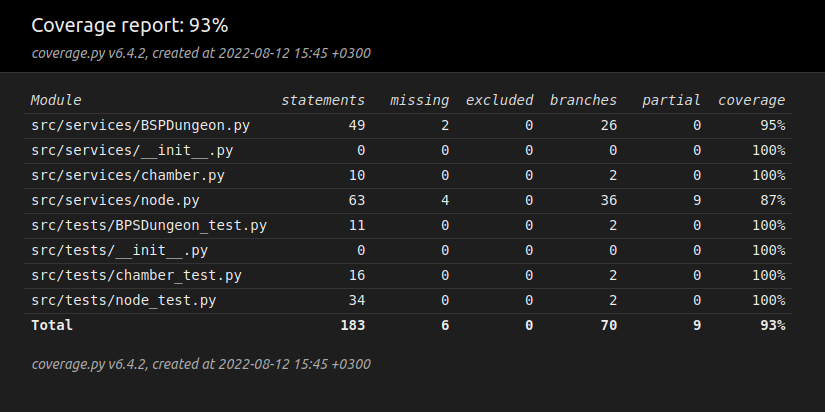 Coverage report: 93%
coverage.py v6.4.2, created at 2022-08-12 15:45 +0300
Module statements missing excluded branches partial coverage
src/services/BSPDungeon.py 49 2 0 26 0 95%
src/services/__init__.py 0 0 0 0 0 100%
src/services/chamber.py 10 0 0 2 0 100%
src/services/node.py 63 4 0 36 9 87%
src/tests/BPSDungeon_test.py 11 0 0 2 0 100%
src/tests/__init__.py 0 0 0 0 0 100%
src/tests/chamber_test.py 16 0 0 2 0 100%
src/tests/node_test.py 34 0 0 2 0 100%
Total 183 6 0 70 9 93%
coverage.py v6.4.2, created at 2022-08-12 15:45 +0300